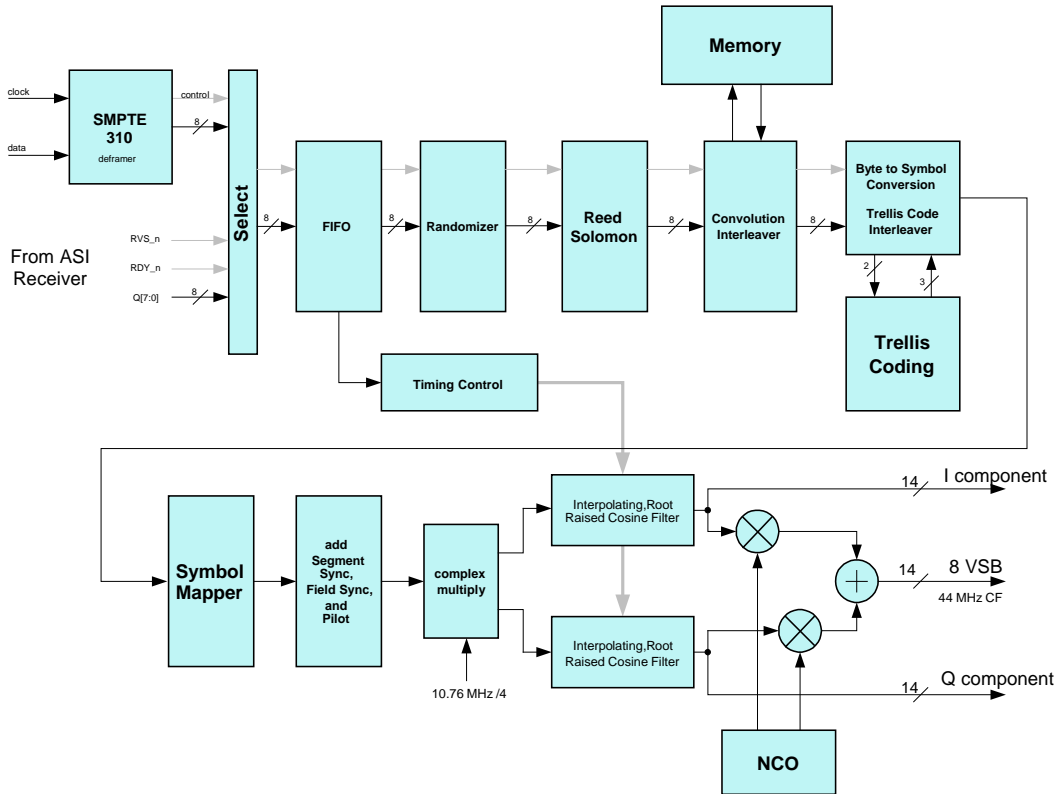 Memory
clock
control
SMPTE
310
deframer
8
data
Select
8
FIFO
8
Randomizer
8
Reed
Solomon
8
Convolution
Interleaver
8
Byte to Symbol
Conversion
Trellis Code
Interleaver
From ASI
Receiver
RVS_n
RDY_n
Q[7:0]
8
2
3
Trellis
Coding
Timing Control
Symbol
Mapper
add
Segment
Sync,
Field Sync,
and
Pilot
complex
multiply
10.76 MHz /4
Interpolating,Root
Raised Cosine Filter
Interpolating,Root
Raised Cosine Filter
14
I component
14
8 VSB
44 MHz CF
14
Q component
NCO